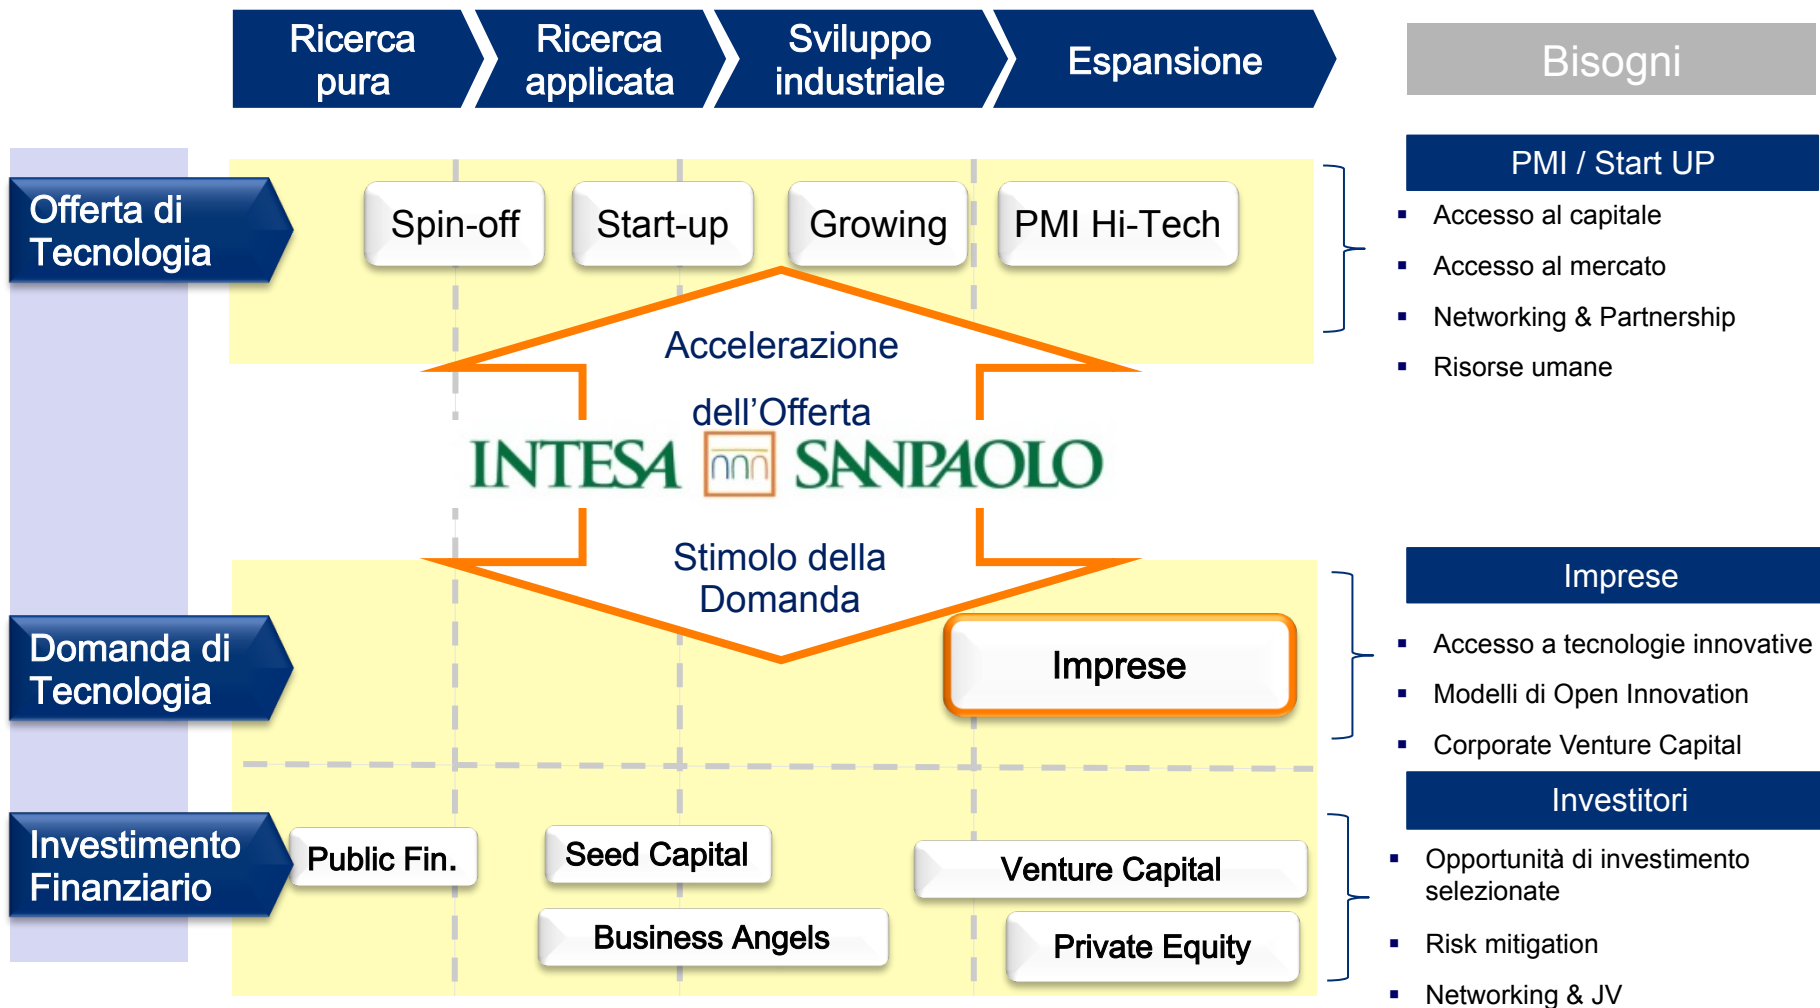 Ricerca
pura
Ricerca
applicata
Sviluppo
industriale
Espansione
Bisogni
Offerta di
Tecnologia
Spin-off
Start-up
Growing
PMI Hi-Tech
PMI / Start UP
▪ Accesso al capitale
▪ Accesso al mercato
▪ Networking & Partnership
▪ Risorse umane
Accelerazione
dell’Offerta
INTESA SANPAOLO
Stimolo della
Domanda
Domanda di
Tecnologia
Imprese
Imprese
▪ Accesso a tecnologie innovative
▪ Modelli di Open Innovation
▪ Corporate Venture Capital
Investimento
Finanziario
Public Fin.
Seed Capital
Business Angels
Venture Capital
Private Equity
Investitori
▪ Opportunità di investimento
selezionate
▪ Risk mitigation
▪ Networking & JV